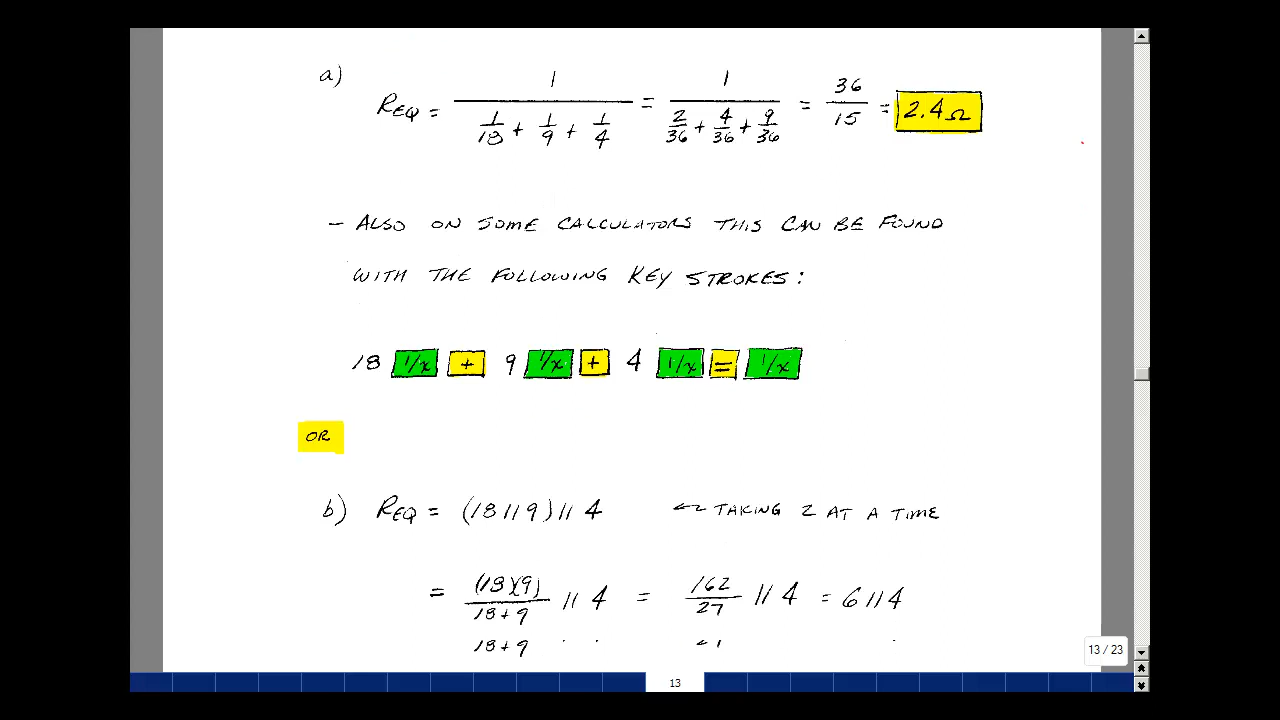 a) REQ = 1 / (1/18 + 1/9 + 1/4) = 1 / (2/36 + 4/36 + 9/36) = 36/15 = 2.4Ω
- ALSO ON SOME CALCULATORS THIS CAN BE FOUND
WITH THE FOLLOWING KEY STROKES:
18 1/x + 9 1/x + 4 1/x = 1/x
OR
b) REQ = (18 || 9) || 4 ← TAKING 2 AT A TIME
= (18)(9) / 18+9 || 4 = 162/27 || 4 = 6 || 4
18+9
13 / 23
13